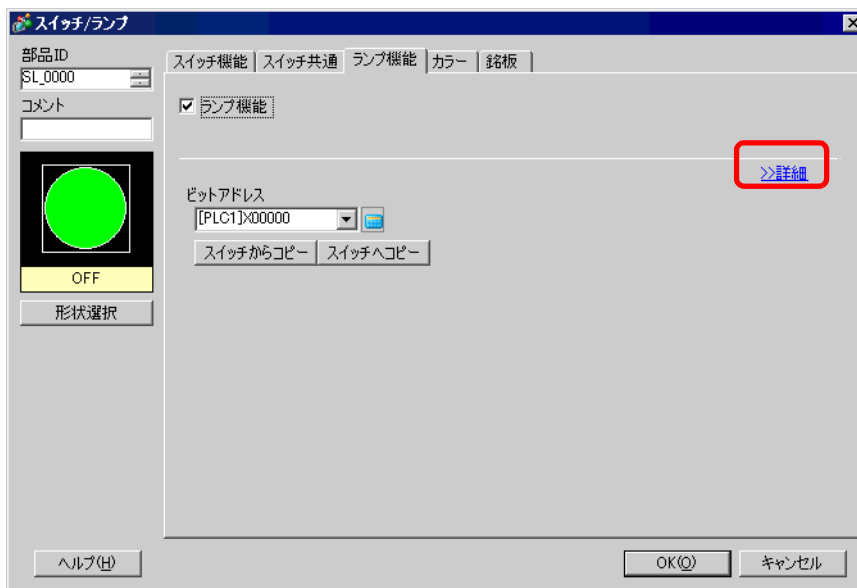 スイッチ/ランプ
部品ID
SL_0000
コメント
OFF
形状選択
スイッチ機能 スイッチ共通 ランプ機能 カラー 銘板
ランプ機能
>>詳細
ビットアドレス
[PLC1]X00000
スイッチからコピー スイッチへコピー
ヘルプ(H) OK(O) キャンセル